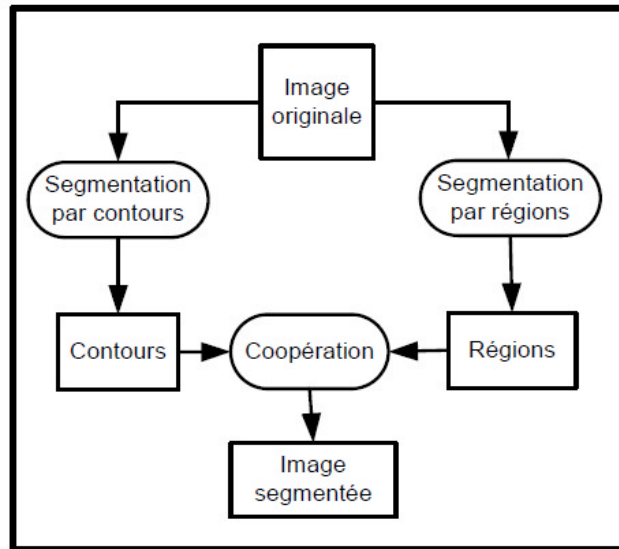 Image
originale
Segmentation
par contours
Segmentation
par régions
Contours
Coopération
Régions
Image
segmentée